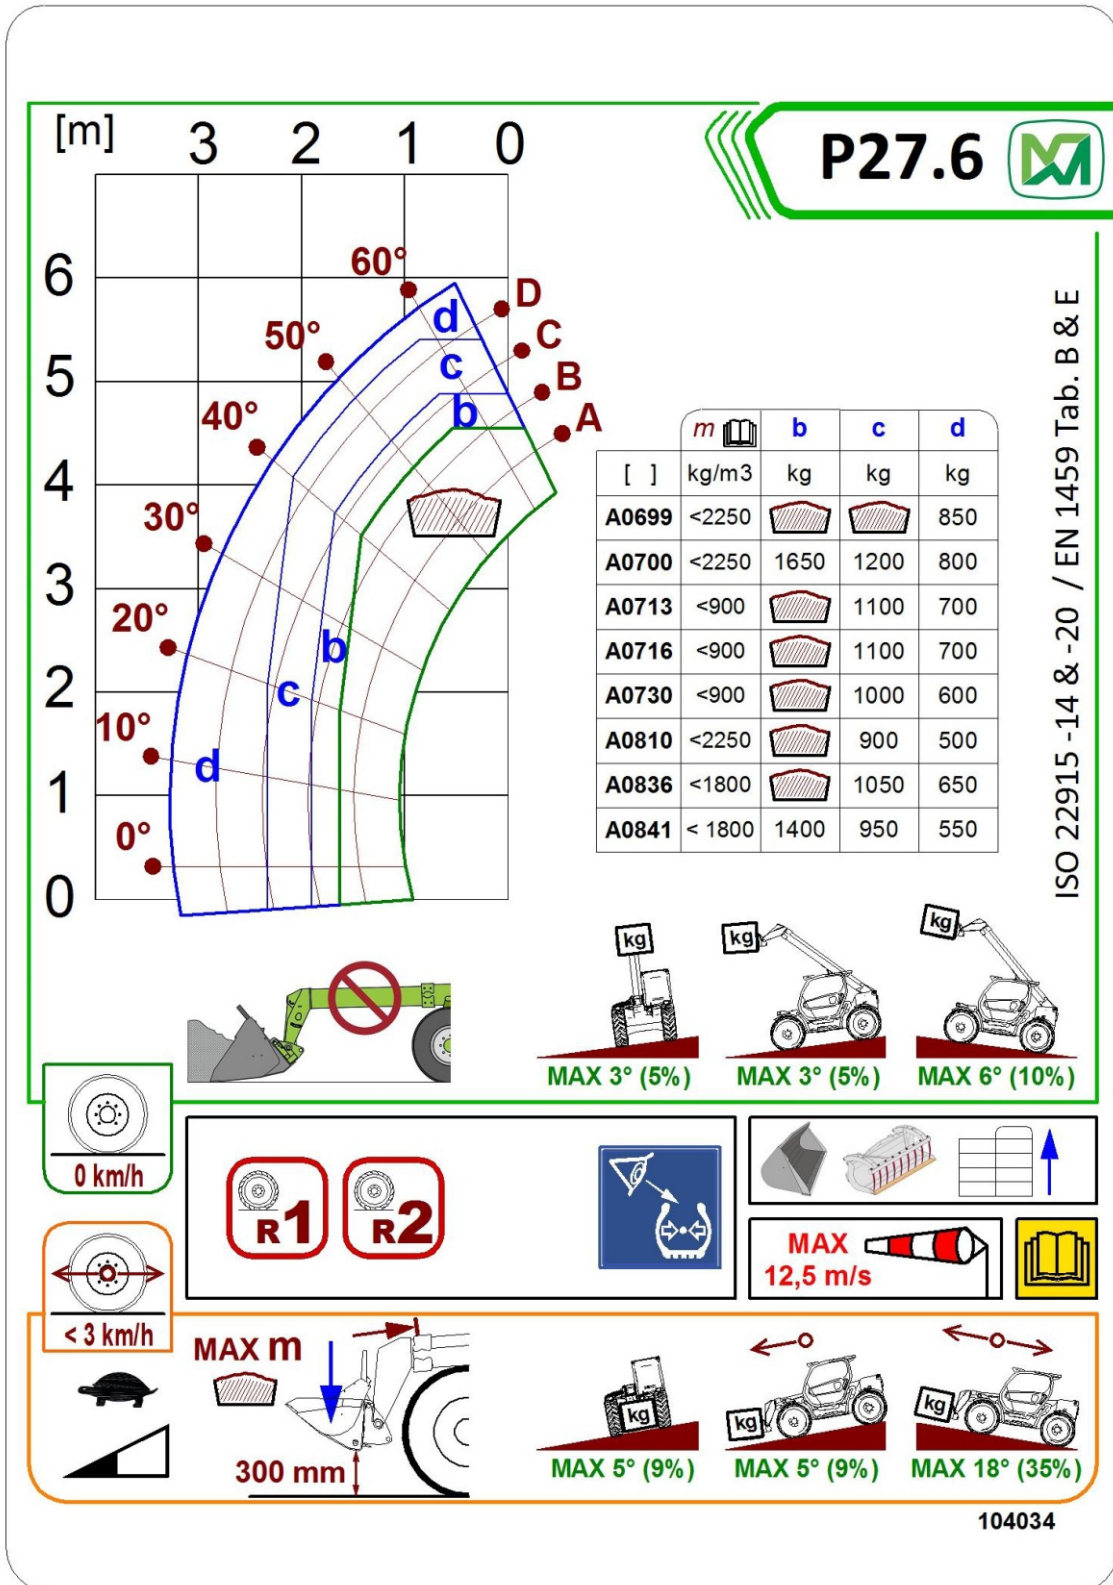 P27.6
[m] 3 2 1 0
6
5
4
3
2
1
0
60°
50°
40°
30°
20°
10°
0°
D
C
B
A
d
c
b
b
c
d
m b c d
[ ] kg/m3 kg kg kg
A0699 <2250 850
A0700 <2250 1650 1200 800
A0713 <900 1100 700
A0716 <900 1100 700
A0730 <900 1000 600
A0810 <2250 900 500
A0836 <1800 1050 650
A0841 < 1800 1400 950 550
ISO 22915 -14 & -20 / EN 1459 Tab. B & E
kg kg kg
MAX 3° (5%) MAX 3° (5%) MAX 6° (10%)
0 km/h
R1 R2
MAX
12,5 m/s
< 3 km/h
MAX m
300 mm
kg kg kg
MAX 5° (9%) MAX 5° (9%) MAX 18° (35%)
104034